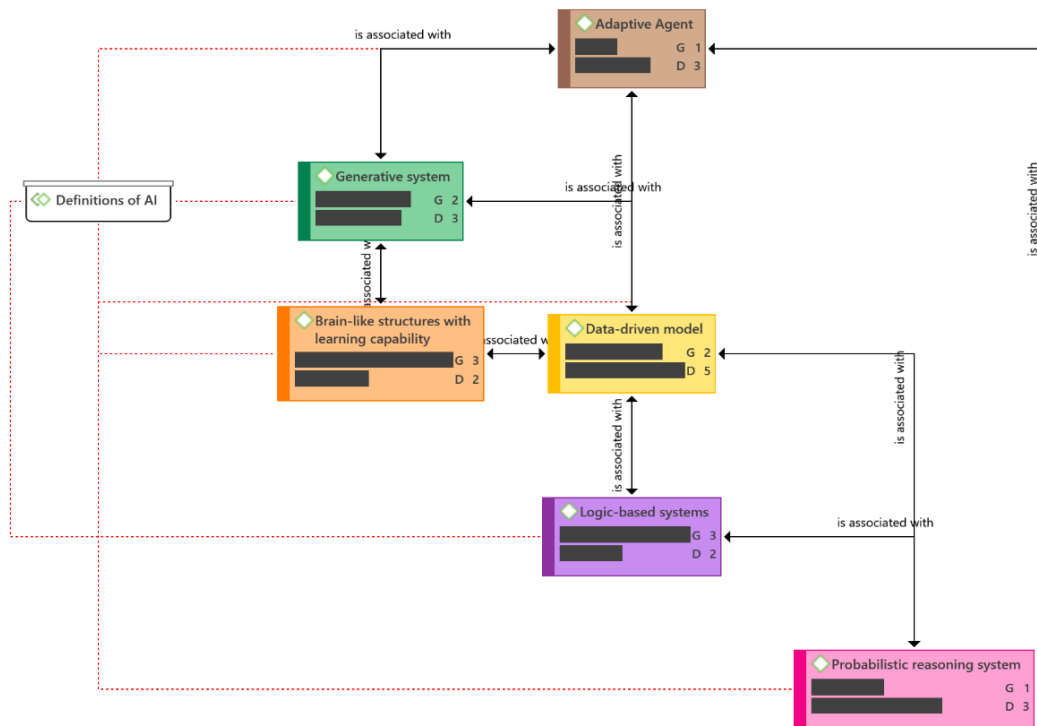 Adaptive Agent
G 1
D 3
is associated with
Generative system
G 2
D 3
is associated with
is associated with
is associated with
Definitions of AI
associated w
Brain-like structures with
learning capability
G 3
D 2
associated w
Data-driven model
G 2
D 5
is associated with
is associated with
Logic-based systems
G 3
D 2
is associated with
Probabilistic reasoning system
G 1
D 3